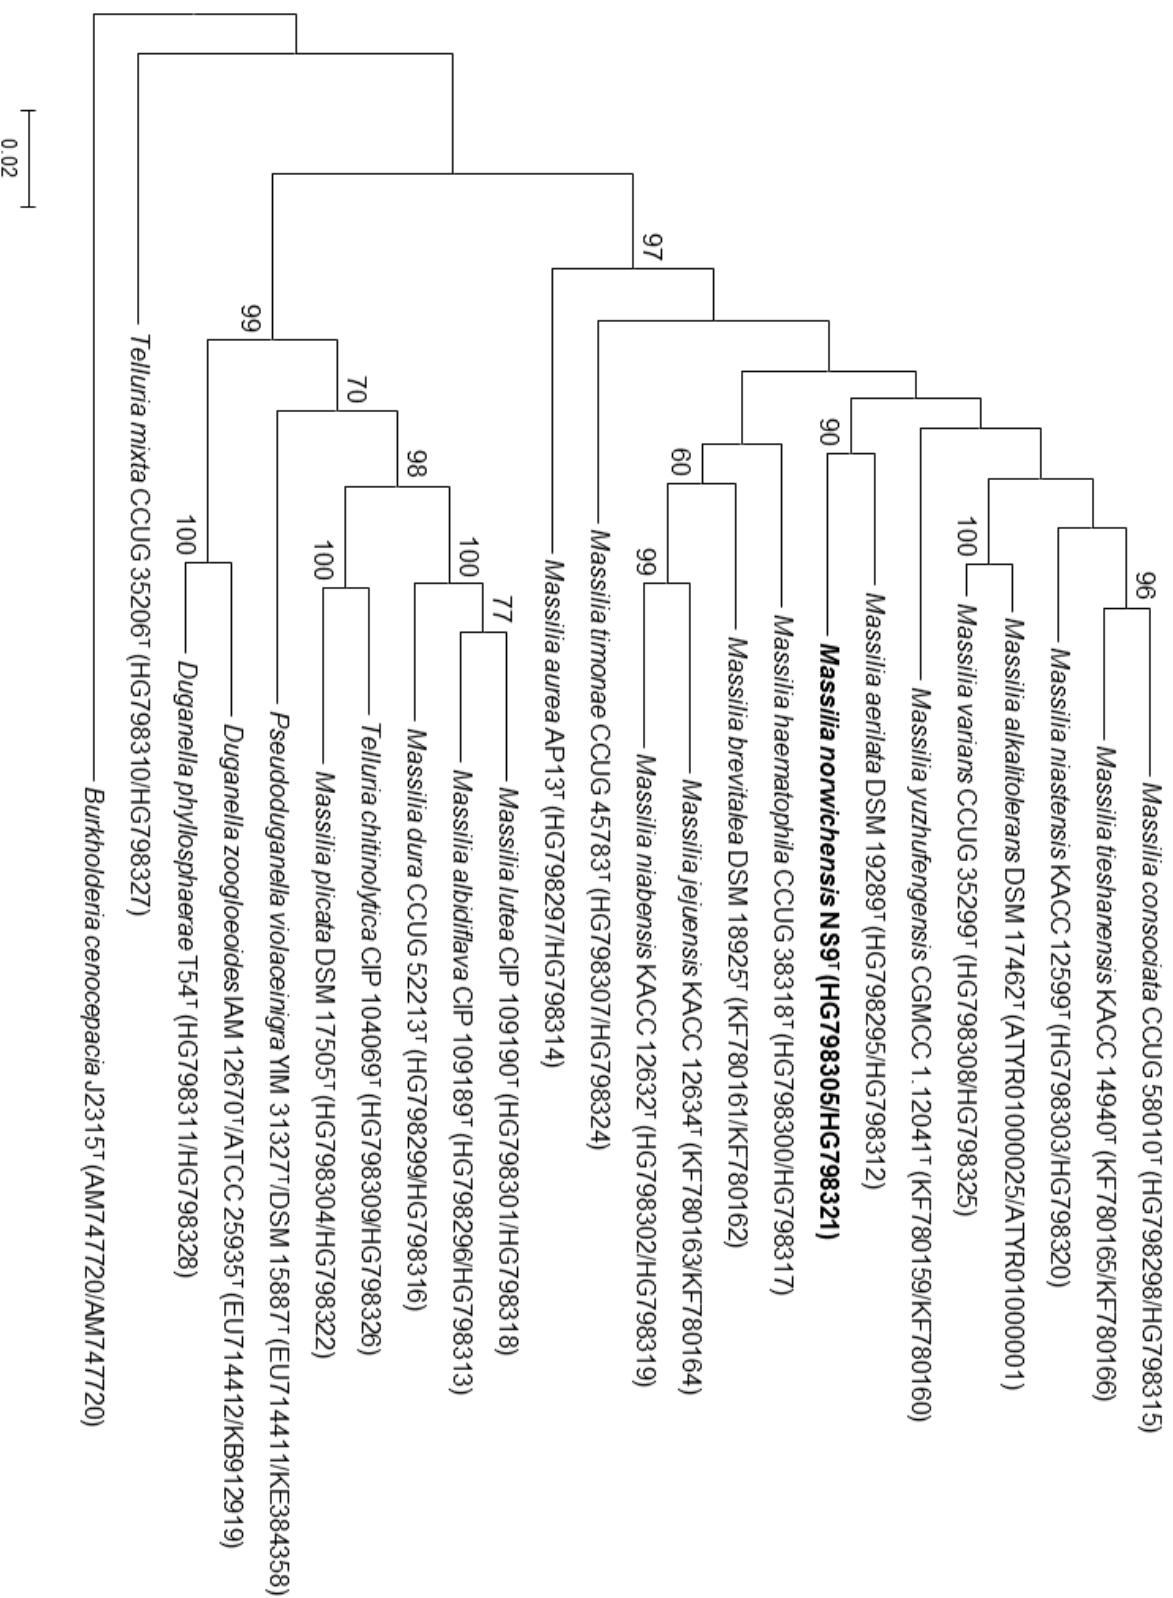 Massilia consociata CCUG 58010ᵀ (HG798298/HG798315)
96
Massilia tieshanensis KACC 14940ᵀ (KF780165/KF780166)
Massilia niastensis KACC 12599ᵀ (HG798303/HG798320)
Massilia alkalitolerans DSM 17462ᵀ (ATYR01000025/ATYR01000001)
100
Massilia varians CCUG 35299ᵀ (HG798308/HG798325)
Massilia yuzhufengensis CGMCC 1.12041ᵀ (KF780159/KF780160)
Massilia aerilata DSM 19289ᵀ (HG798295/HG798312)
90
Massilia norwichensis NS9ᵀ (HG798305/HG798321)
Massilia haematophila CCUG 38318ᵀ (HG798300/HG798317)
Massilia brevitalea DSM 18925ᵀ (KF780161/KF780162)
60
Massilia jejuensis KACC 12634ᵀ (KF780163/KF780164)
99
Massilia niabensis KACC 12632ᵀ (HG798302/HG798319)
97
Massilia timonae CCUG 45783ᵀ (HG798307/HG798324)
Massilia aurea AP13ᵀ (HG798297/HG798314)
Massilia lutea CIP 109190ᵀ (HG798301/HG798318)
77
Massilia albidiflava CIP 109189ᵀ (HG798296/HG798313)
100
Massilia dura CCUG 52213ᵀ (HG798299/HG798316)
98
Telluria chitinolytica CIP 104069ᵀ (HG798309/HG798326)
100
Massilia plicata DSM 17505ᵀ (HG798304/HG798322)
70
Pseudoduganella violaceinigra YIM 31327ᵀ/DSM 15887ᵀ (EU714411/KE384358)
99
Duganella zoogloeoides IAM 12670ᵀ/ATCC 25935ᵀ (EU714412/KB912919)
100
Duganella phyllosphaerae T54ᵀ (HG798311/HG798328)
Telluria mixta CCUG 35206ᵀ (HG798310/HG798327)
Burkholderia cenocepacia J2315ᵀ (AM747720/AM747720)
0.02